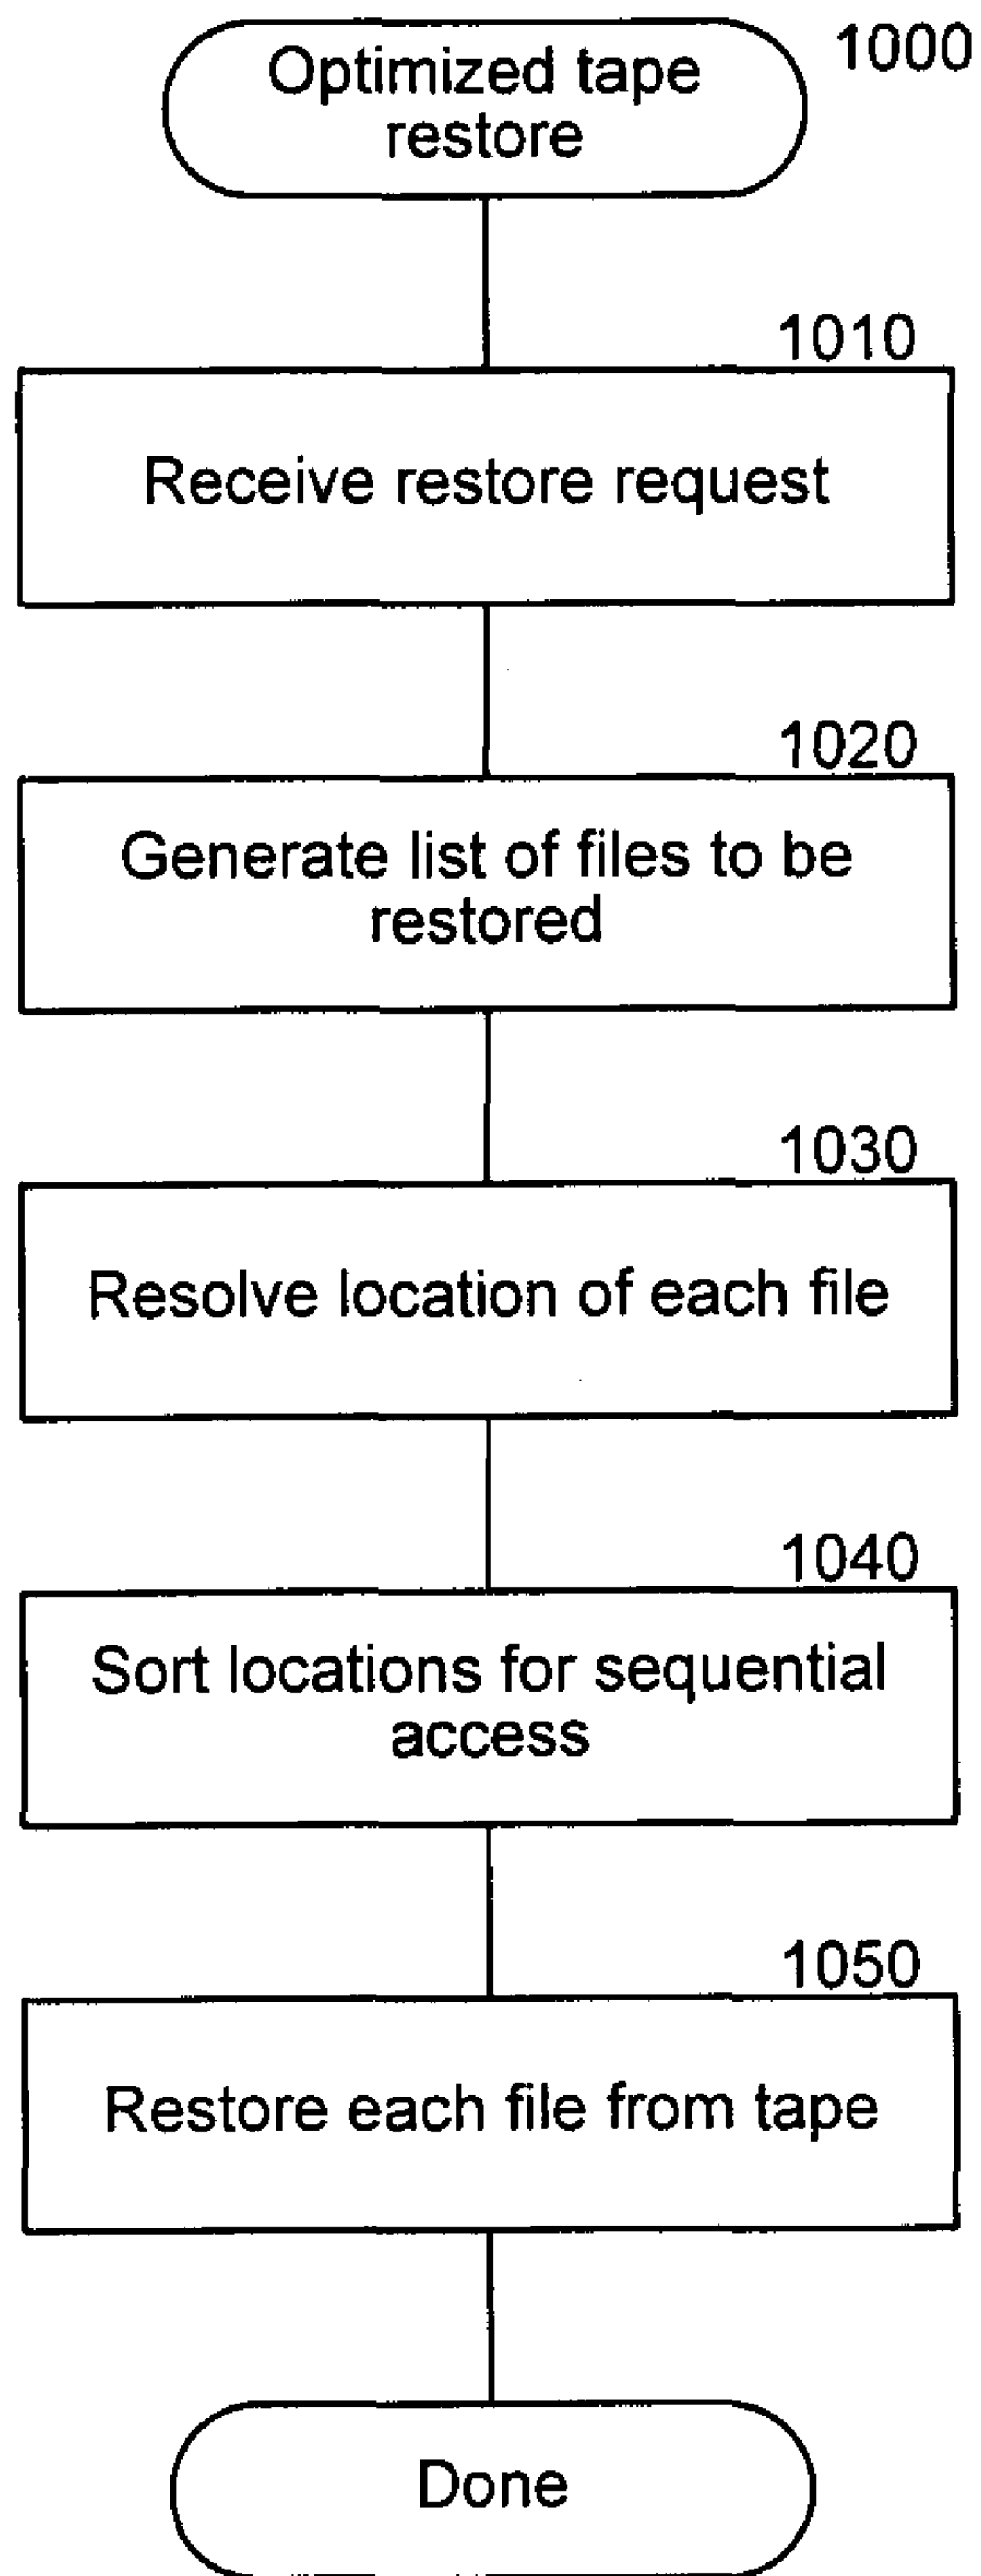 1000
Optimized tape
restore
1010
Receive restore request
1020
Generate list of files to be
restored
1030
Resolve location of each file
1040
Sort locations for sequential
access
1050
Restore each file from tape
Done